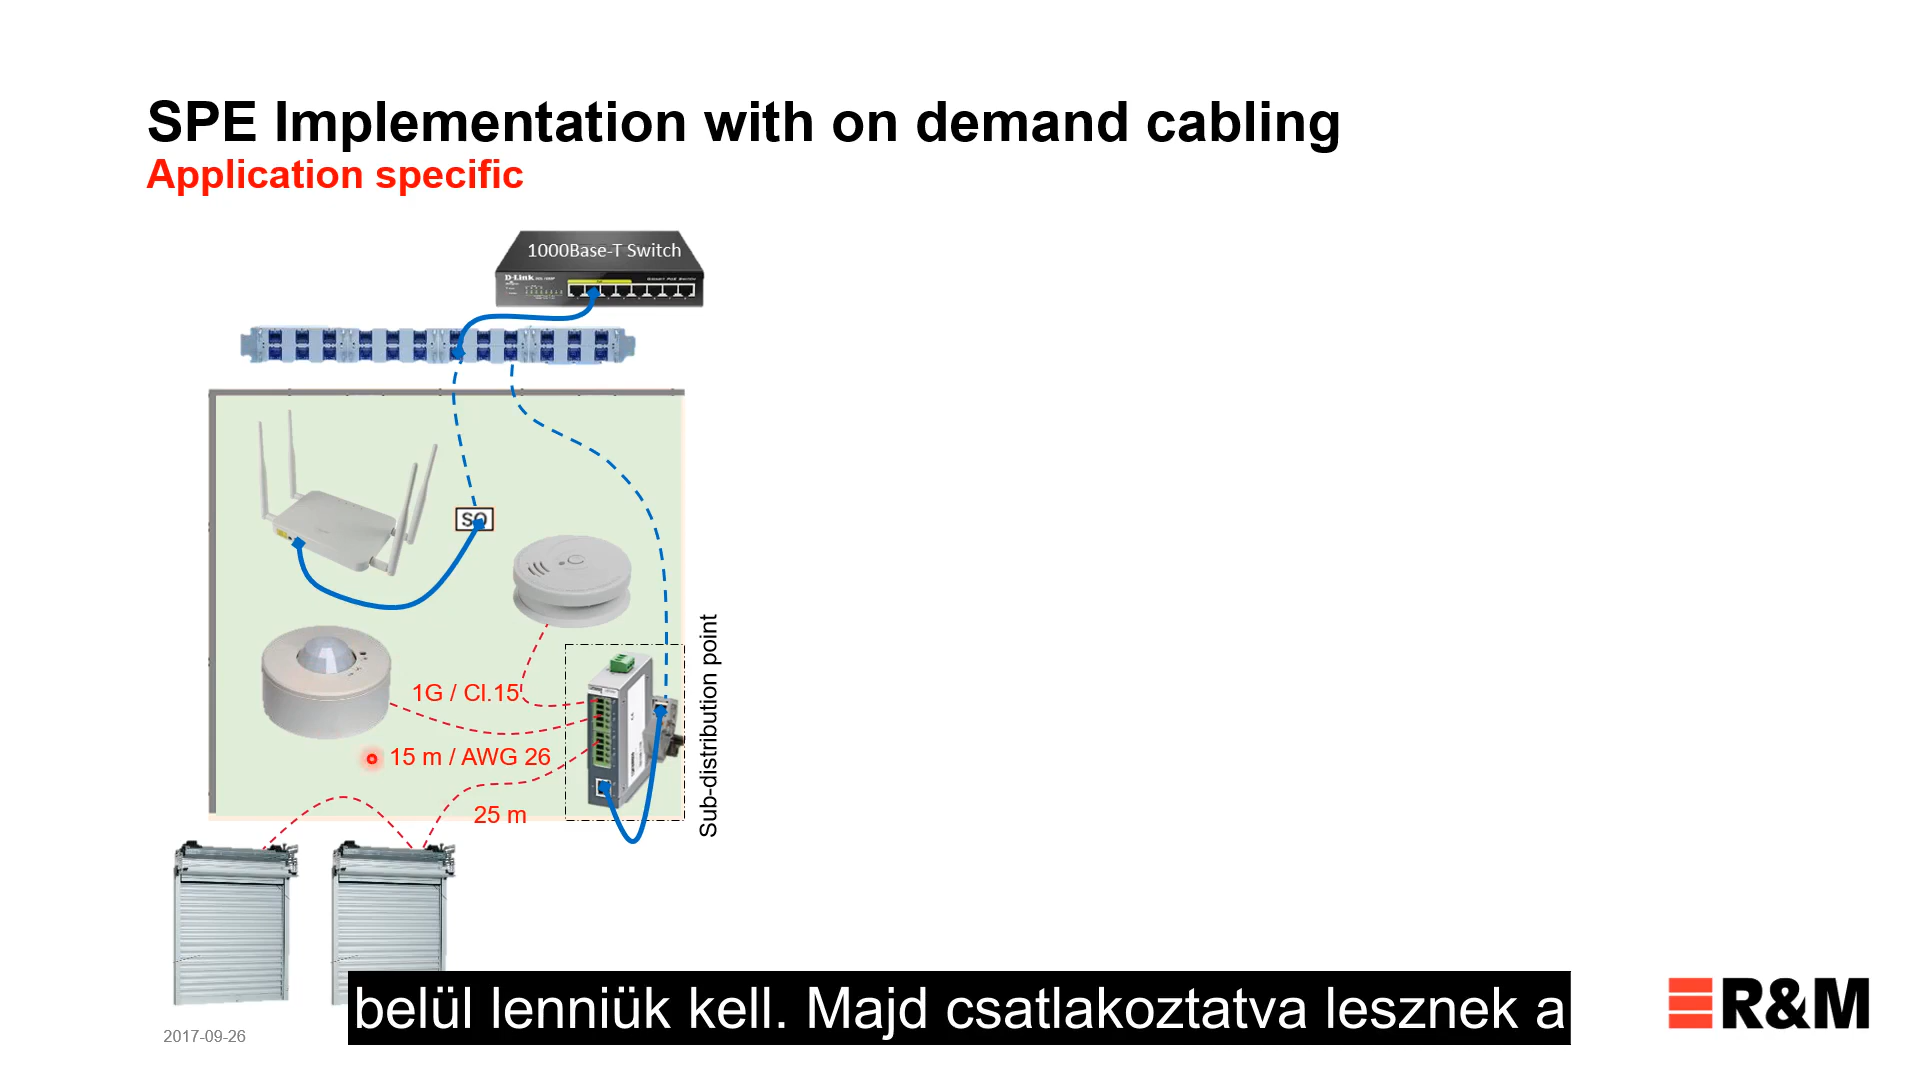 SPE Implementation with on demand cabling
Application specific
1000Base-T Switch
D-Link
SO
1G / Cl.15
15 m / AWG 26
25 m
Sub-distribution point
belül lenniük kell. Majd csatlakoztatva lesznek a
2017-09-26
R&M